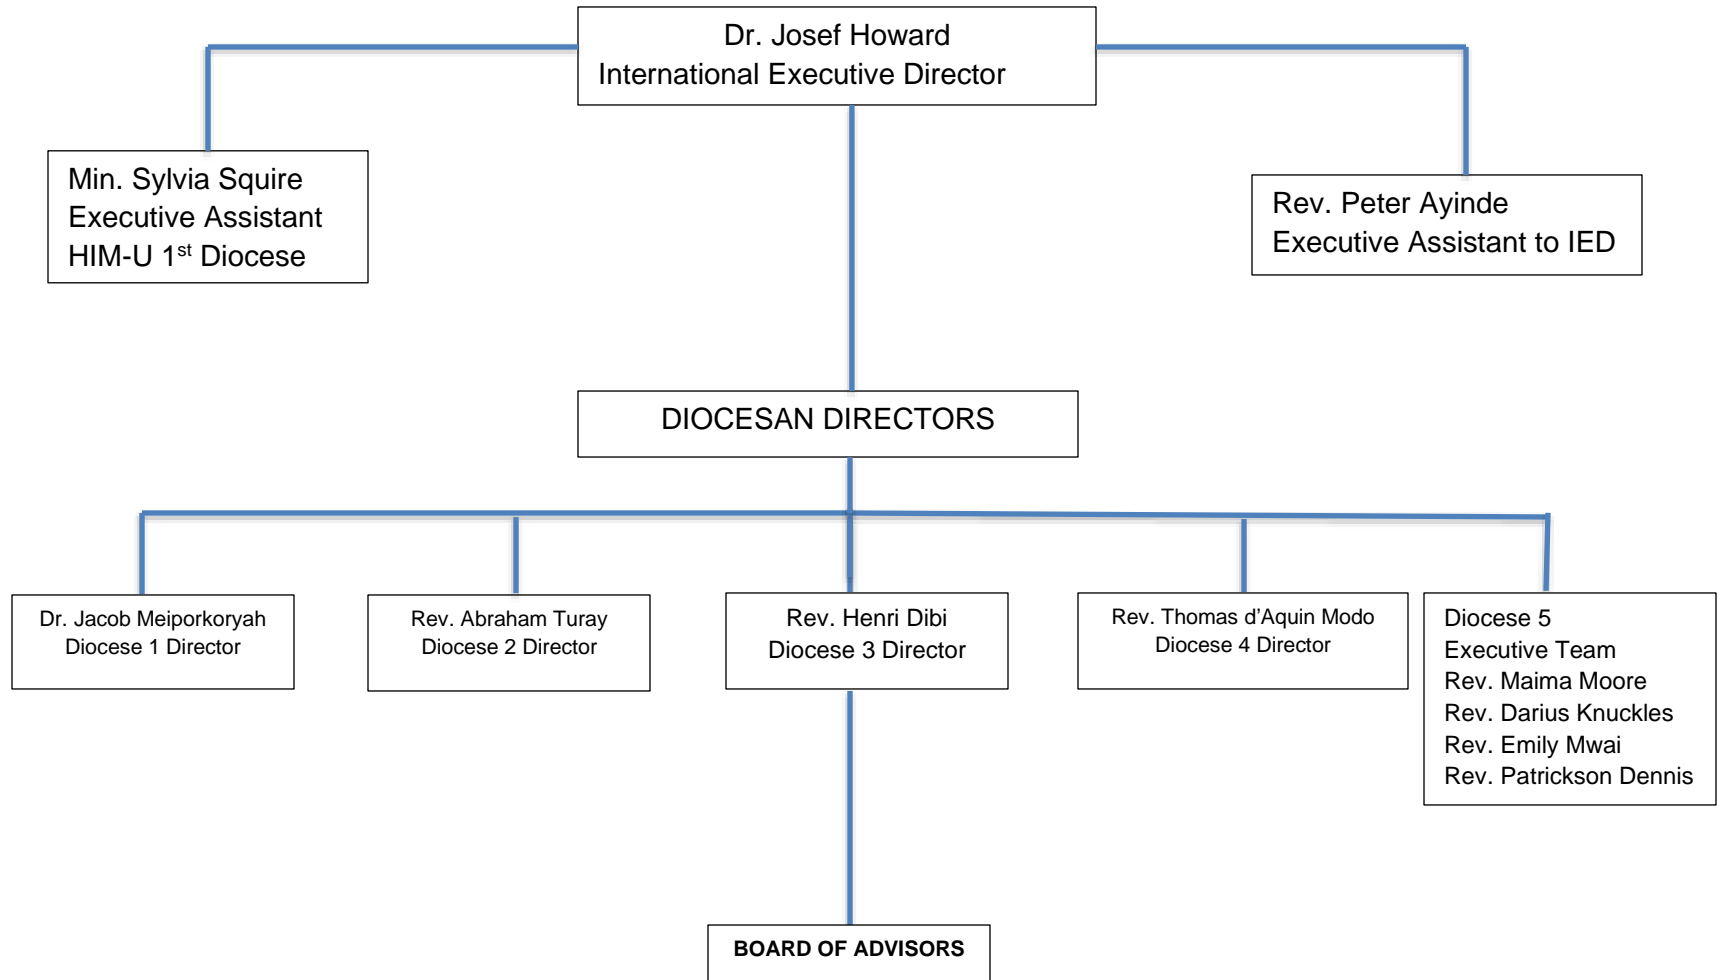 Dr. Josef Howard
International Executive Director
Min. Sylvia Squire
Executive Assistant
HIM-U 1st Diocese
Rev. Peter Ayinde
Executive Assistant to IED
DIOCESAN DIRECTORS
Dr. Jacob Meiporkoryah
Diocese 1 Director
Rev. Abraham Turay
Diocese 2 Director
Rev. Henri Dibi
Diocese 3 Director
Rev. Thomas d’Aquin Modo
Diocese 4 Director
Diocese 5
Executive Team
Rev. Maima Moore
Rev. Darius Knuckles
Rev. Emily Mwai
Rev. Patrickson Dennis
BOARD OF ADVISORS